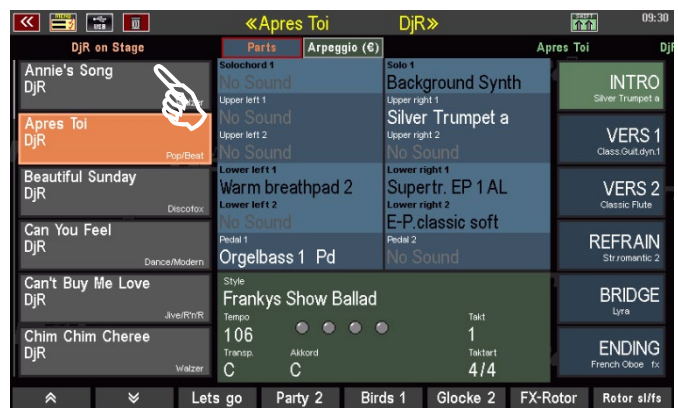 «Apres Toi DjR»
09:30
DjR on Stage
Parts
Arpeggio (€)
Apres Toi Dj
Annie's Song
DjR
Apres Toi
DjR
Pop/Beat
Beautiful Sunday
DjR
Discofox
Can You Feel
DjR
Dance/Modern
Can't Buy Me Love
DjR
Jive/R'n'R
Chim Chim Cheree
DjR
Walzer
Solochord 1
No Sound
Upper left 1
No Sound
Upper left 2
No Sound
Lower left 1
Warm breathpad 2
Lower left 2
No Sound
Pedal 1
Orgelbass 1 Pd
Solo 1
Background Synth
Upper right 1
Silver Trumpet a
Upper right 2
No Sound
Lower right 1
Supertr. EP 1 AL
Lower right 2
E-P.classic soft
Pedal 2
No Sound
Style
Frankys Show Ballad
Tempo
106
Takt
1
Transp.
C
Akkord
C
Taktart
4/4
INTRO
Silver Trumpet a
VERS 1
Class.Guit.dyn.1
VERS 2
Classic Flute
REFRAIN
Str.romantic 2
BRIDGE
Lyra
ENDING
French Oboe fx
Lets go
Party 2
Birds 1
Glocke 2
FX-Rotor
Rotor sl/fs